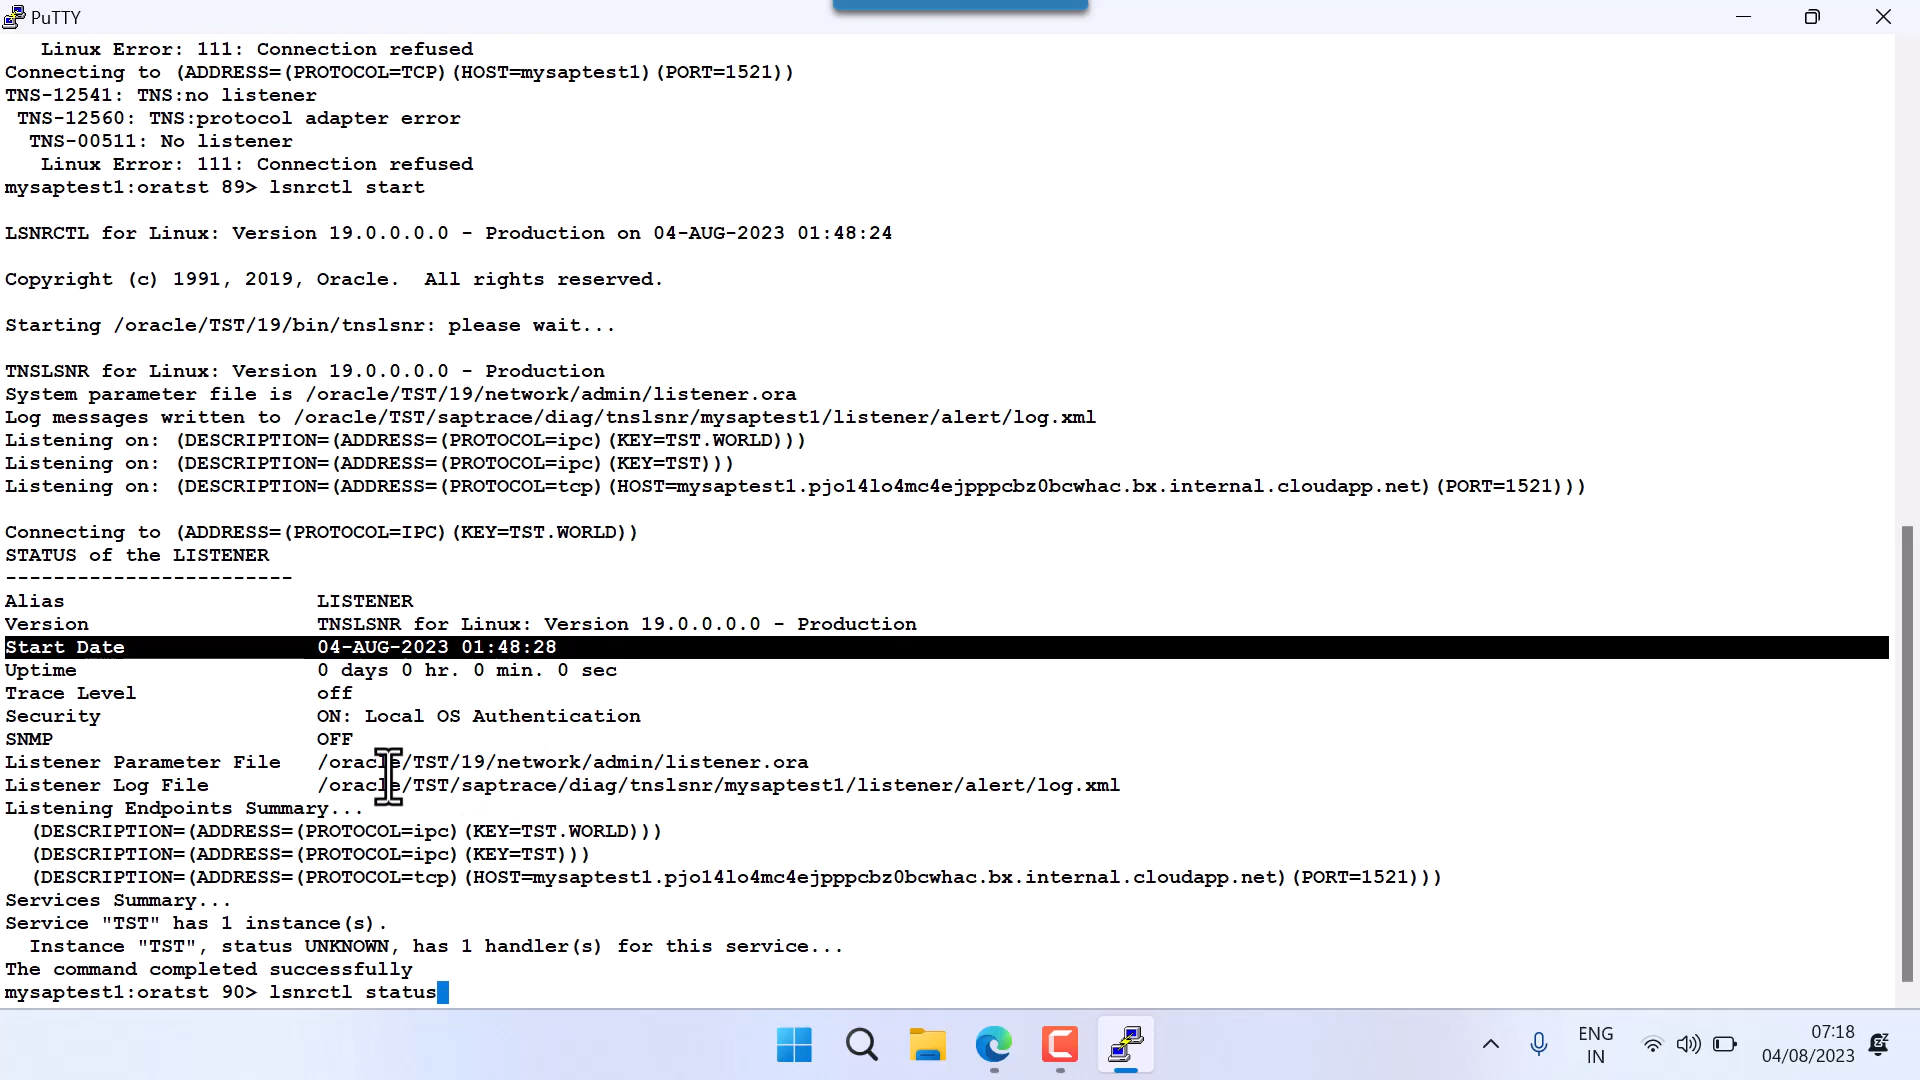 PuTTY
Linux Error: 111: Connection refused
Connecting to (ADDRESS=(PROTOCOL=TCP)(HOST=mysaptest1)(PORT=1521))
TNS-12541: TNS:no listener
TNS-12560: TNS:protocol adapter error
TNS-00511: No listener
Linux Error: 111: Connection refused
mysaptest1:oratst 89> lsnrctl start
LSNRCTL for Linux: Version 19.0.0.0.0 - Production on 04-AUG-2023 01:48:24
Copyright (c) 1991, 2019, Oracle.  All rights reserved.
Starting /oracle/TST/19/bin/tnslsnr: please wait...
TNSLSNR for Linux: Version 19.0.0.0.0 - Production
System parameter file is /oracle/TST/19/network/admin/listener.ora
Log messages written to /oracle/TST/saptrace/diag/tnslsnr/mysaptest1/listener/alert/log.xml
Listening on: (DESCRIPTION=(ADDRESS=(PROTOCOL=ipc)(KEY=TST.WORLD)))
Listening on: (DESCRIPTION=(ADDRESS=(PROTOCOL=ipc)(KEY=TST)))
Listening on: (DESCRIPTION=(ADDRESS=(PROTOCOL=tcp)(HOST=mysaptest1.pjo14lo4mc4ejpppcbz0bcwhac.bx.internal.cloudapp.net)(PORT=1521)))
Connecting to (ADDRESS=(PROTOCOL=IPC)(KEY=TST.WORLD))
STATUS of the LISTENER
------------------------
Alias                     LISTENER
Version                   TNSLSNR for Linux: Version 19.0.0.0.0 - Production
Start Date                04-AUG-2023 01:48:28
Uptime                    0 days 0 hr. 0 min. 0 sec
Trace Level               off
Security                  ON: Local OS Authentication
SNMP                      OFF
Listener Parameter File   /oracle/TST/19/network/admin/listener.ora
Listener Log File         /oracle/TST/saptrace/diag/tnslsnr/mysaptest1/listener/alert/log.xml
Listening Endpoints Summary...
(DESCRIPTION=(ADDRESS=(PROTOCOL=ipc)(KEY=TST.WORLD)))
(DESCRIPTION=(ADDRESS=(PROTOCOL=ipc)(KEY=TST)))
(DESCRIPTION=(ADDRESS=(PROTOCOL=tcp)(HOST=mysaptest1.pjo14lo4mc4ejpppcbz0bcwhac.bx.internal.cloudapp.net)(PORT=1521)))
Services Summary...
Service "TST" has 1 instance(s).
Instance "TST", status UNKNOWN, has 1 handler(s) for this service...
The command completed successfully
mysaptest1:oratst 90> lsnrctl status
ENG
IN
07:18
04/08/2023